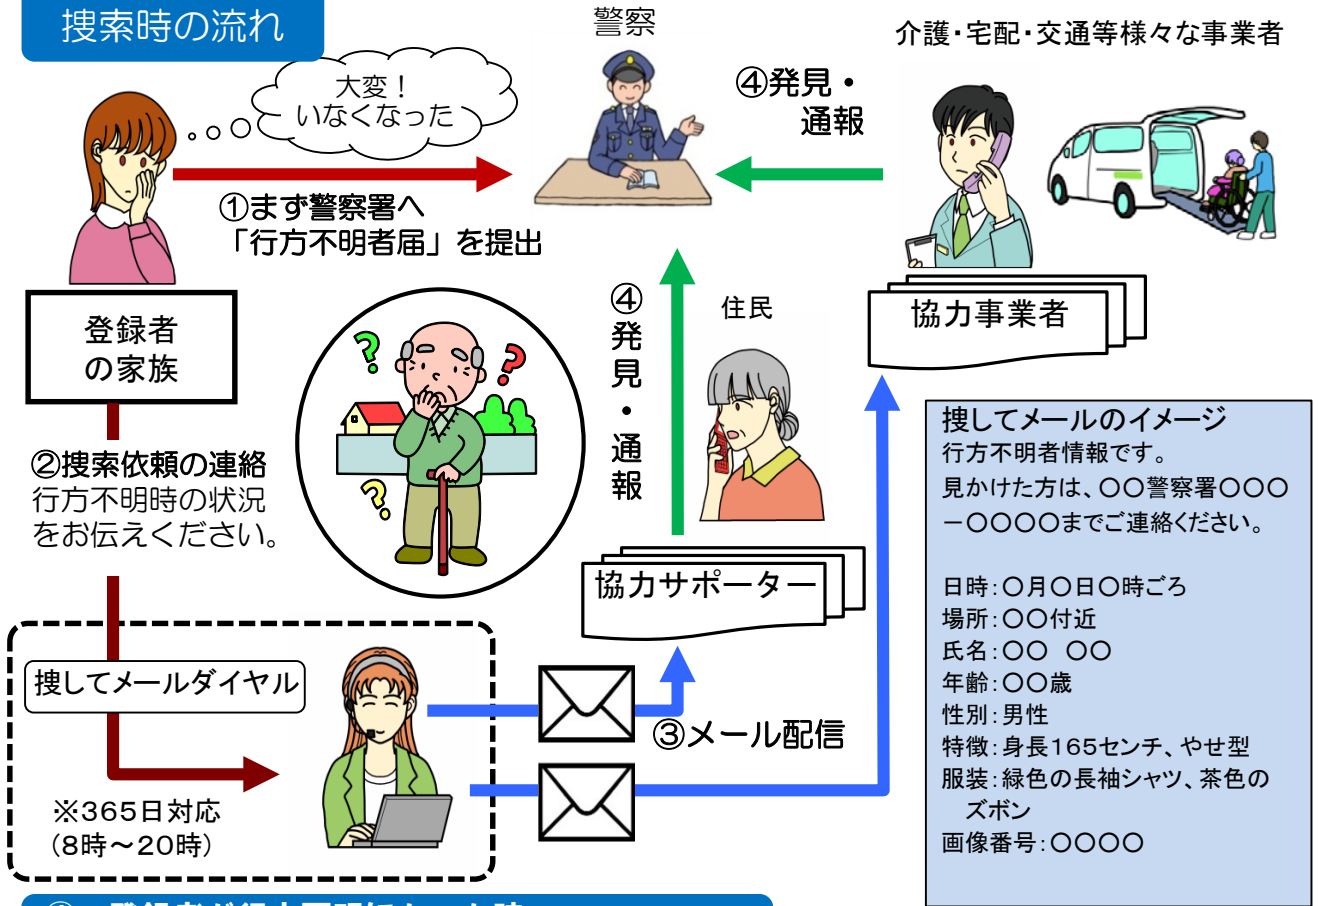 捜索時の流れ
警察
介護・宅配・交通等様々な事業者
大変！
いなくなった
④発見・
通報
①まず警察署へ
「行方不明者届」を提出
登録者
の家族
④発見・通報
住民
協力事業者
②捜索依頼の連絡
行方不明時の状況
をお伝えください。
協力サポーター
捜してメールダイヤル
③メール配信
※365日対応
（8時～20時）
捜してメールのイメージ
行方不明者情報です。
見かけた方は、〇〇警察署〇〇〇
－〇〇〇〇までご連絡ください。
日時：〇月〇日〇時ごろ
場所：〇〇付近
氏名：〇〇　〇〇
年齢：〇〇歳
性別：男性
特徴：身長165センチ、やせ型
服装：緑色の長袖シャツ、茶色の
ズボン
画像番号：〇〇〇〇